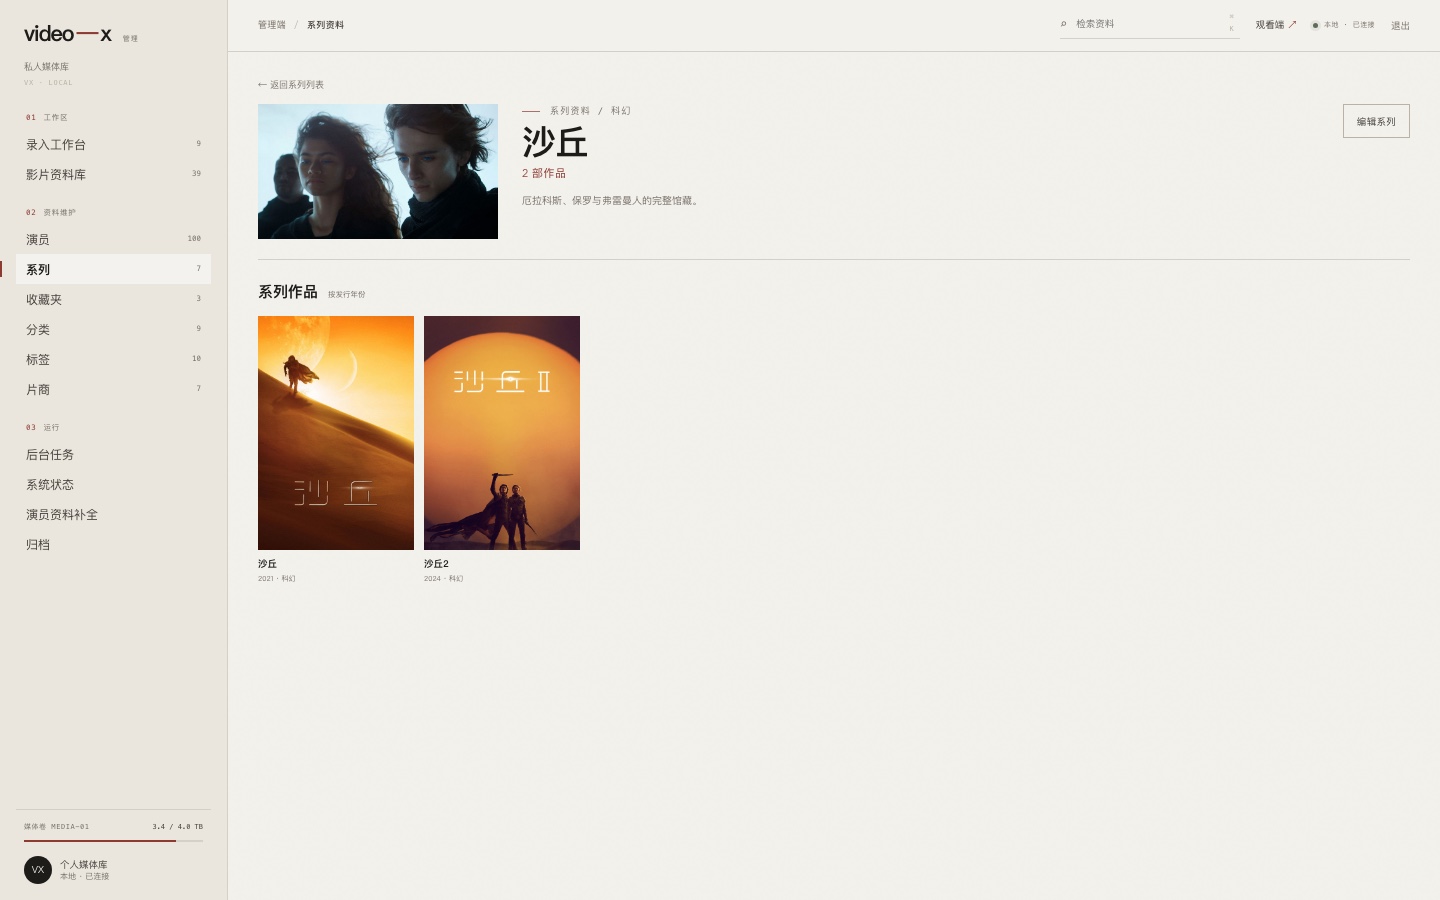 video—x 管理
私人媒体库
VX · LOCAL
01 工作区
录入工作台 9
影片资料库 39
02 资料维护
演员 100
系列 7
收藏夹 3
分类 9
标签 10
片商 7
03 运行
后台任务
系统状态
演员资料补全
归档
媒体卷 MEDIA-01 3.4 / 4.0 TB
VX
个人媒体库
本地 · 已连接
管理端 / 系列资料
检索资料
⌘ K
观看端 ↗
本地 · 已连接
退出
← 返回系列列表
系列资料 / 科幻
沙丘
2 部作品
厄拉科斯、保罗与弗雷曼人的完整馆藏。
编辑系列
系列作品 按发行年份
沙丘
沙丘II
沙丘
2021 · 科幻
沙丘2
2024 · 科幻